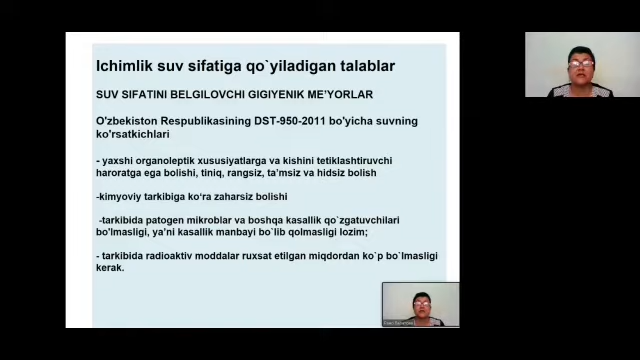 Ichimlik suv sifatiga qo`yiladigan talablar
SUV SIFATINI BELGILOVCHI GIGIYENIK ME'YORLAR
O'zbekiston Respublikasining DST-950-2011 bo'yicha suvning
ko'rsatkichlari
- yaxshi organoleptik xususiyatlarga va kishini tetiklashtiruvchi
haroratga ega bolishi, tiniq, rangsiz, ta'msiz va hidsiz bolish
-kimyoviy tarkibiga ko'ra zaharsiz bolishi
-tarkibida patogen mikroblar va boshqa kasallik qo`zgatuvchilari
bo'lmasligi, ya'ni kasallik manbayi bo`lib qolmasligi lozim;
- tarkibida radioaktiv moddalar ruxsat etilgan miqdordan ko`p bo`lmasligi
kerak.